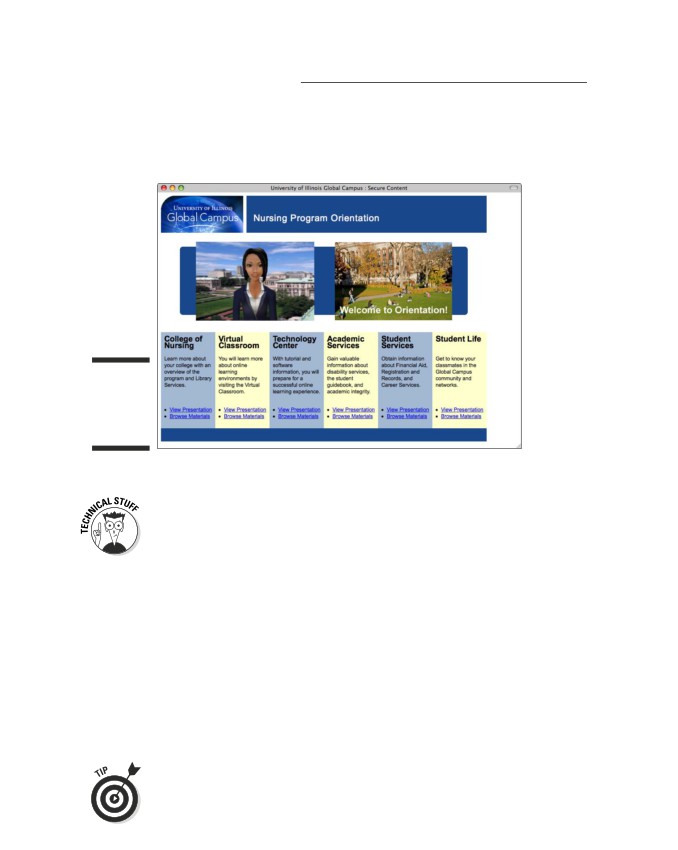 University of Illinois Global Campus : Secure Content
UNIVERSITY OF ILLINOIS
Global Campus
Nursing Program Orientation
Welcome to Orientation!
College of
Nursing
Learn more about
your college with an
overview of the
program and Library
Services.
• View Presentation
• Browse Materials
Virtual
Classroom
You will learn more
about online
learning
environments by
visiting the Virtual
Classroom.
• View Presentation
• Browse Materials
Technology
Center
With tutorial and
software
information, you will
prepare for a
successful online
learning experience.
• View Presentation
• Browse Materials
Academic
Services
Gain valuable
information about
disability services,
the student
guidebook, and
academic integrity.
• View Presentation
• Browse Materials
Student
Services
Obtain information
about Financial Aid,
Registration and
Records, and
Career Services.
• View Presentation
• Browse Materials
Student Life
Get to know your
classmates in the
Global Campus
community and
networks.
• View Presentation
• Browse Materials
TECHNICAL STUFF
TIP